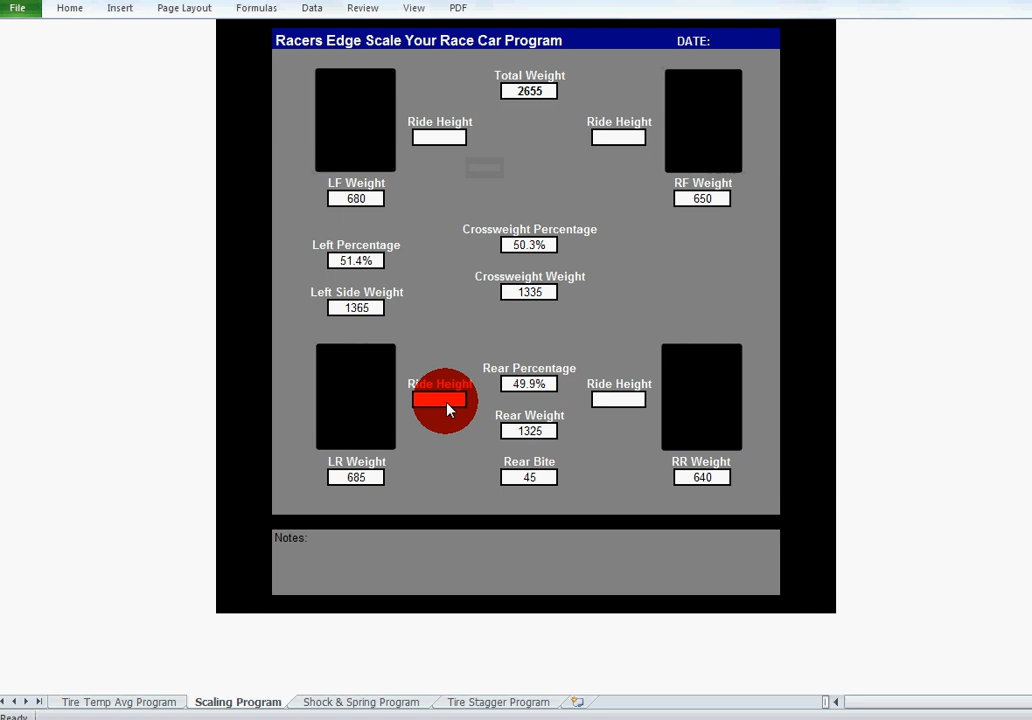 File Home Insert Page Layout Formulas Data Review View PDF
Racers Edge Scale Your Race Car Program DATE:
Total Weight
2655
Ride Height Ride Height
LF Weight RF Weight
680 650
Crossweight Percentage
Left Percentage 50.3%
51.4%
Crossweight Weight
Left Side Weight 1335
1365
Rear Percentage
Ride Height 49.9% Ride Height
Rear Weight
1325
LR Weight Rear Bite RR Weight
685 45 640
Notes:
Tire Temp Avg Program Scaling Program Shock & Spring Program Tire Stagger Program
Ready